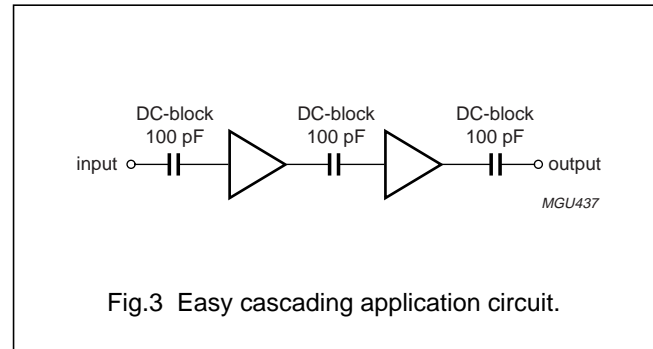 DC-block
100 pF
DC-block
100 pF
DC-block
100 pF
input
output
MGU437
Fig.3 Easy cascading application circuit.